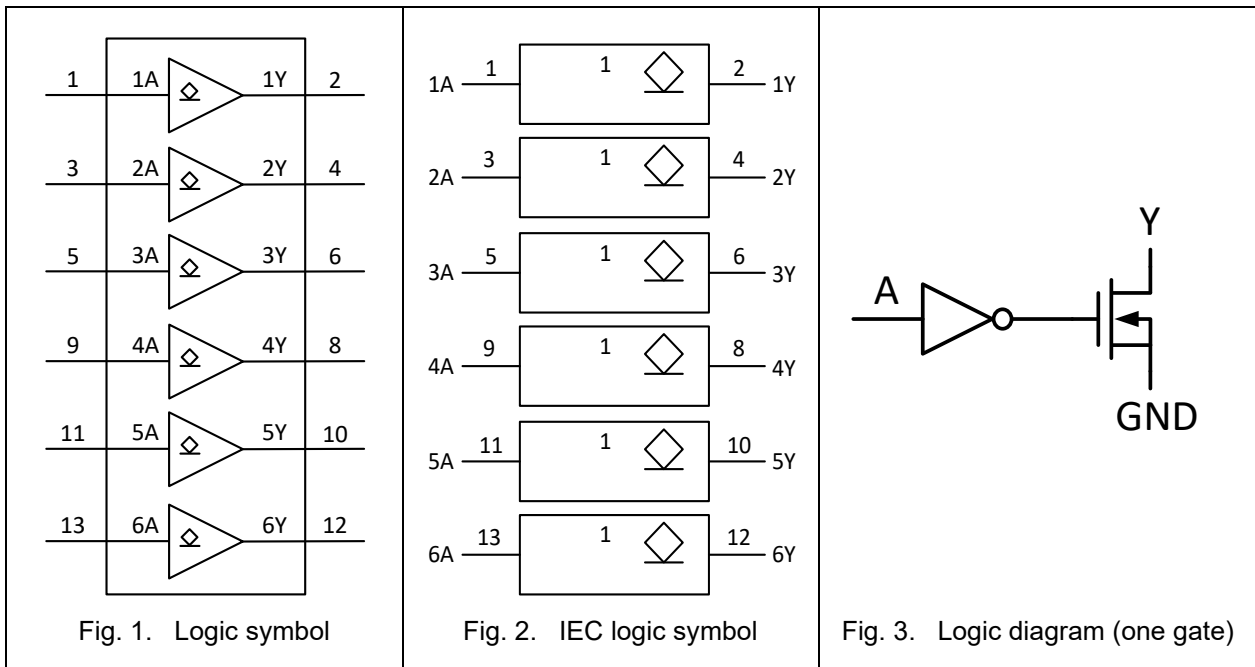 1 1A 1Y 2
3 2A 2Y 4
5 3A 3Y 6
9 4A 4Y 8
11 5A 5Y 10
13 6A 6Y 12
Fig. 1. Logic symbol
1A 1 1 2 1Y
2A 3 1 4 2Y
3A 5 1 6 3Y
4A 9 1 8 4Y
5A 11 1 10 5Y
6A 13 1 12 6Y
Fig. 2. IEC logic symbol
Y
A
GND
Fig. 3. Logic diagram (one gate)